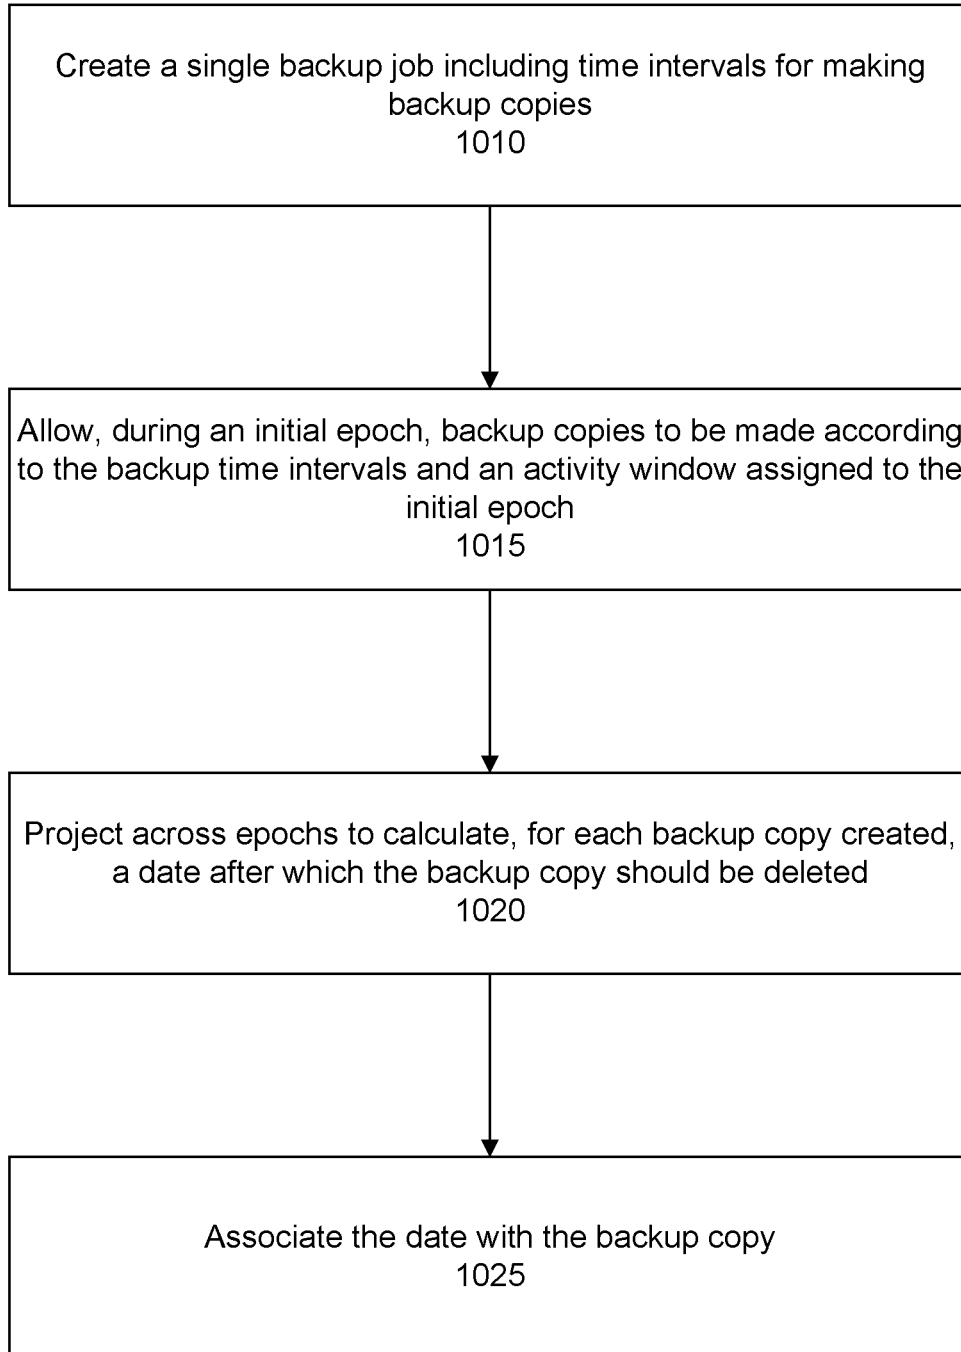 Create a single backup job including time intervals for making
backup copies
1010
Allow, during an initial epoch, backup copies to be made according
to the backup time intervals and an activity window assigned to the
initial epoch
1015
Project across epochs to calculate, for each backup copy created,
a date after which the backup copy should be deleted
1020
Associate the date with the backup copy
1025